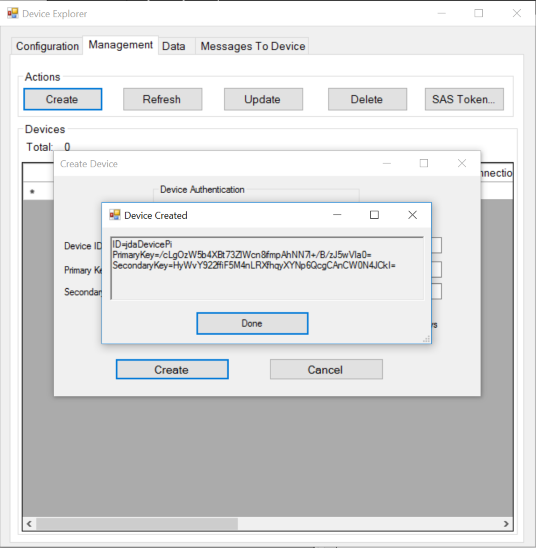 Device Explorer
Configuration Management Data Messages To Device
Actions
Create Refresh Update Delete SAS Token...
Devices
Total: 0
Create Device
nnectio
Device Authentication
Device Created
ID=jdaDevicePi
PrimaryKey=/cLgOzW5b4XBt73ZIWcn8ifmpAhNN7l+/B/zJ5wVla0=
SecondaryKey=HyWvY922ffiF5M4nLRXfhqyXYNp6QcgCAnCW0N4JCkI=
Device ID
Primary Ke
Secondary
Done
Create Cancel